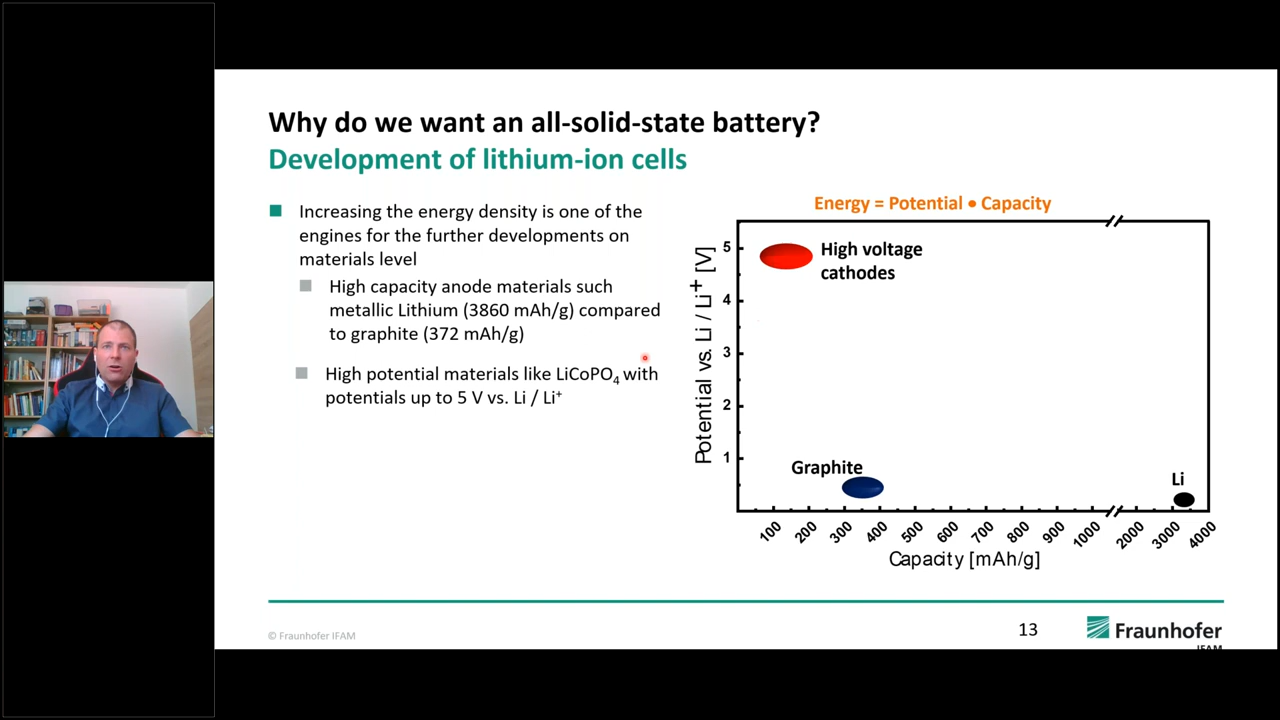 Why do we want an all-solid-state battery?
Development of lithium-ion cells
Increasing the energy density is one of the
engines for the further developments on
materials level
High capacity anode materials such
metallic Lithium (3860 mAh/g) compared
to graphite (372 mAh/g)
High potential materials like LiCoPO₄ with
potentials up to 5 V vs. Li / Li⁺
Energy = Potential • Capacity
Potential vs. Li / Li⁺ [V]
5
4
3
2
1
High voltage
cathodes
Graphite
Li
100 200 300 400 500 600 700 800 900 1000 2000 3000 4000
Capacity [mAh/g]
© Fraunhofer IFAM
13
Fraunhofer
IFAM